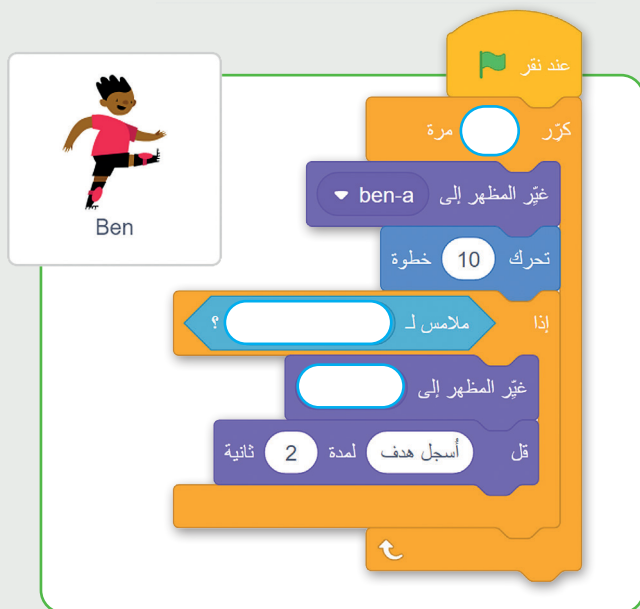 عند نقر
كرّر مرة
غيّر المظهر إلى ben-a
تحرك 10 خطوة
إذا ملامس لـ ؟
غيّر المظهر إلى
قل أُسجل هدف لمدة 2 ثانية
Ben